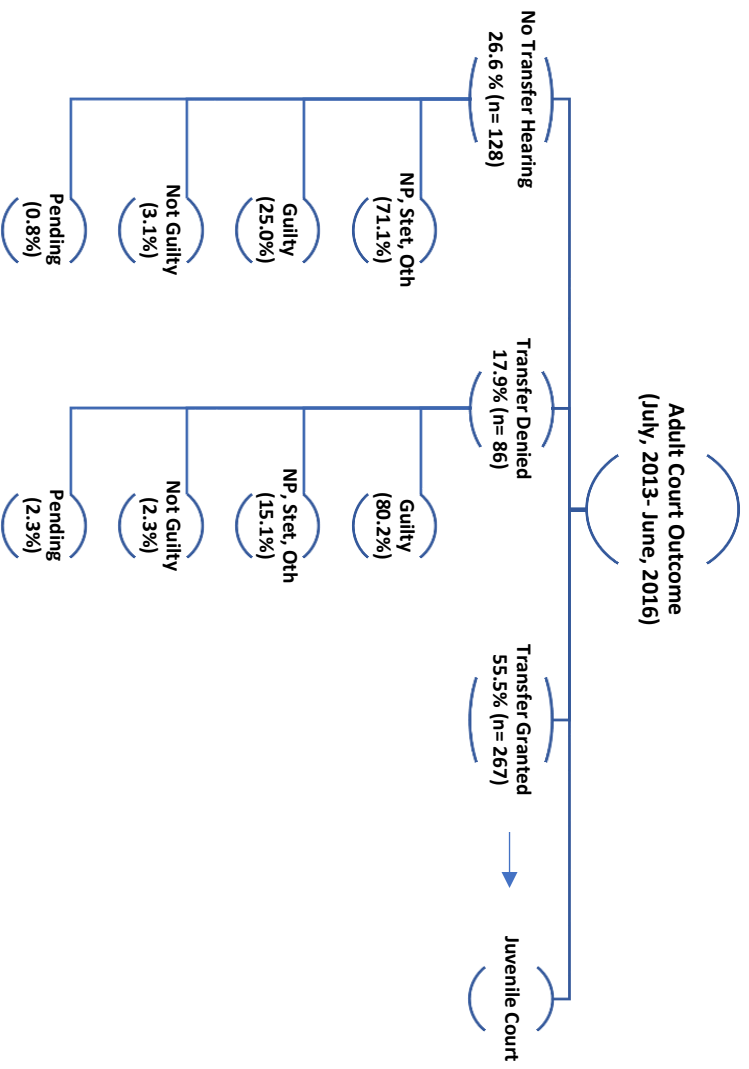 Adult Court Outcome
(July, 2013- June, 2016)
No Transfer Hearing
26.6 % (n= 128)
NP, Stet, Oth
(71.1%)
Guilty
(25.0%)
Not Guilty
(3.1%)
Pending
(0.8%)
Transfer Denied
17.9% (n= 86)
Guilty
(80.2%)
NP, Stet, Oth
(15.1%)
Not Guilty
(2.3%)
Pending
(2.3%)
Transfer Granted
55.5% (n= 267)
Juvenile Court